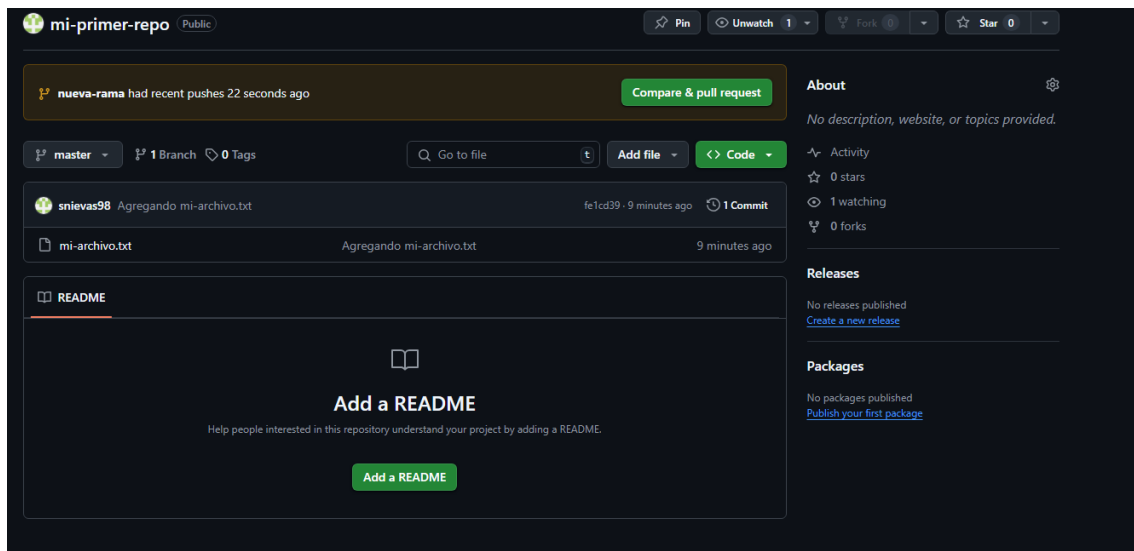 mi-primer-repo Public Pin Unwatch 1 Fork 0 Star 0
nueva-rama had recent pushes 22 seconds ago Compare & pull request
master 1 Branch 0 Tags Go to file t Add file Code
snievas98 Agregando mi-archivo.txt fe1cd39 · 9 minutes ago 1 Commit
mi-archivo.txt Agregando mi-archivo.txt 9 minutes ago
README
Add a README
Help people interested in this repository understand your project by adding a README.
Add a README
About
No description, website, or topics provided.
Activity
0 stars
1 watching
0 forks
Releases
No releases published
Create a new release
Packages
No packages published
Publish your first package